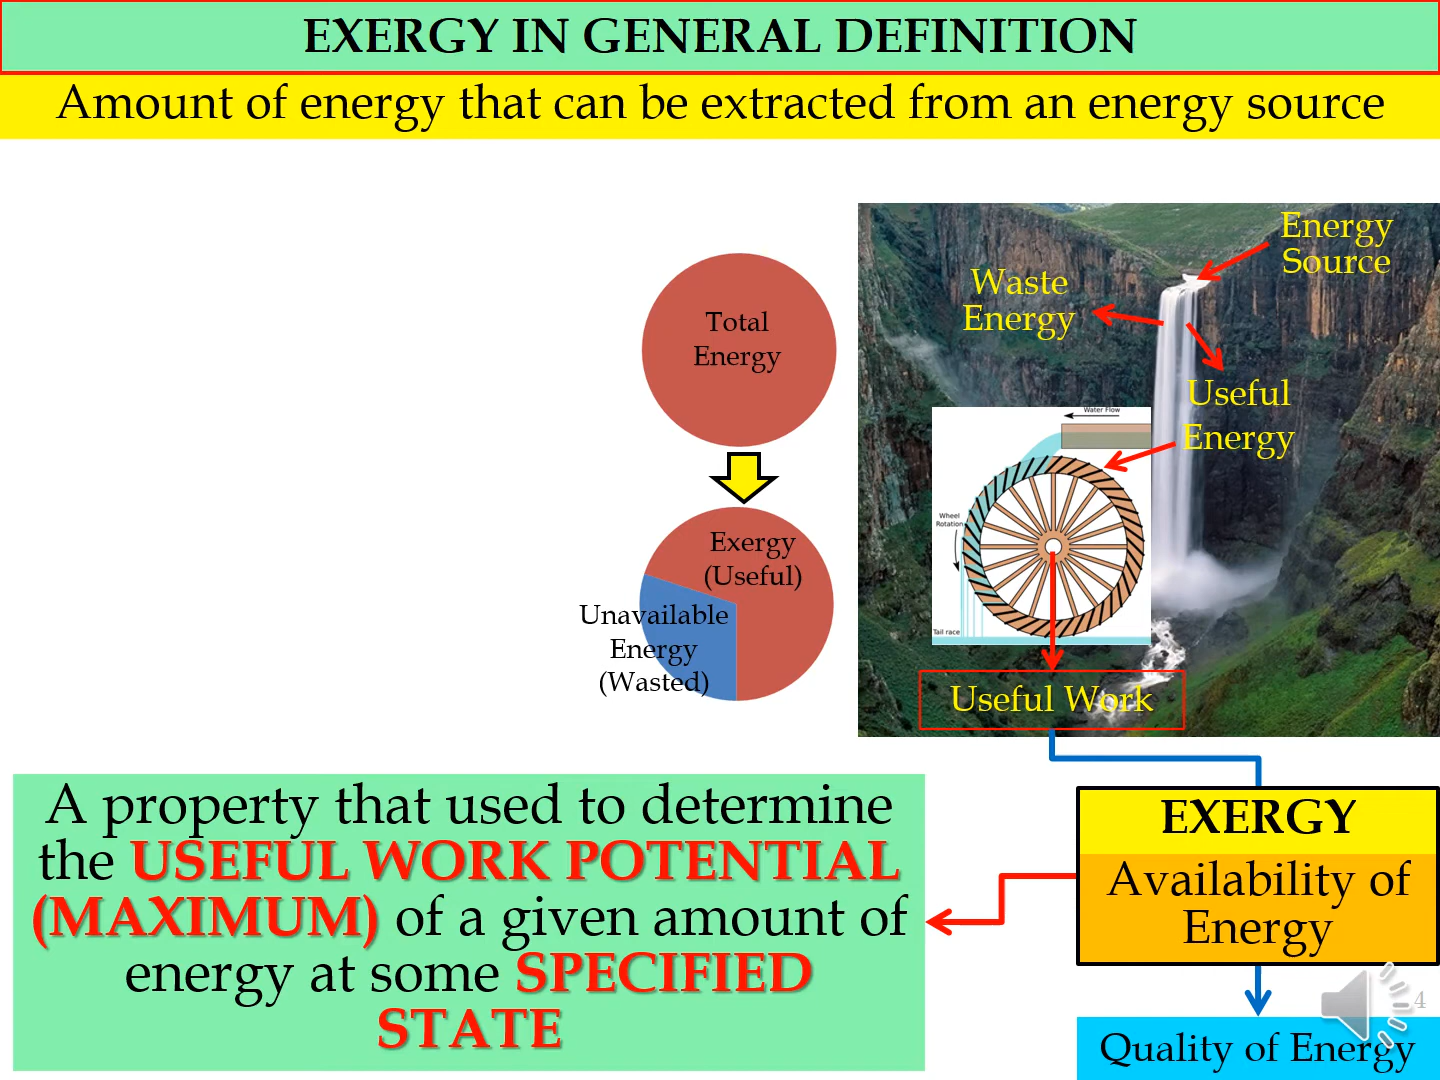 EXERGY IN GENERAL DEFINITION
Amount of energy that can be extracted from an energy source
Total
Energy
Exergy
(Useful)
Unavailable
Energy
(Wasted)
Energy
Source
Waste
Energy
Useful
Energy
Water Flow
Wheel
Rotation
Tail race
Useful Work
A property that used to determine
the USEFUL WORK POTENTIAL
(MAXIMUM) of a given amount of
energy at some SPECIFIED
STATE
EXERGY
Availability of
Energy
Quality of Energy
4